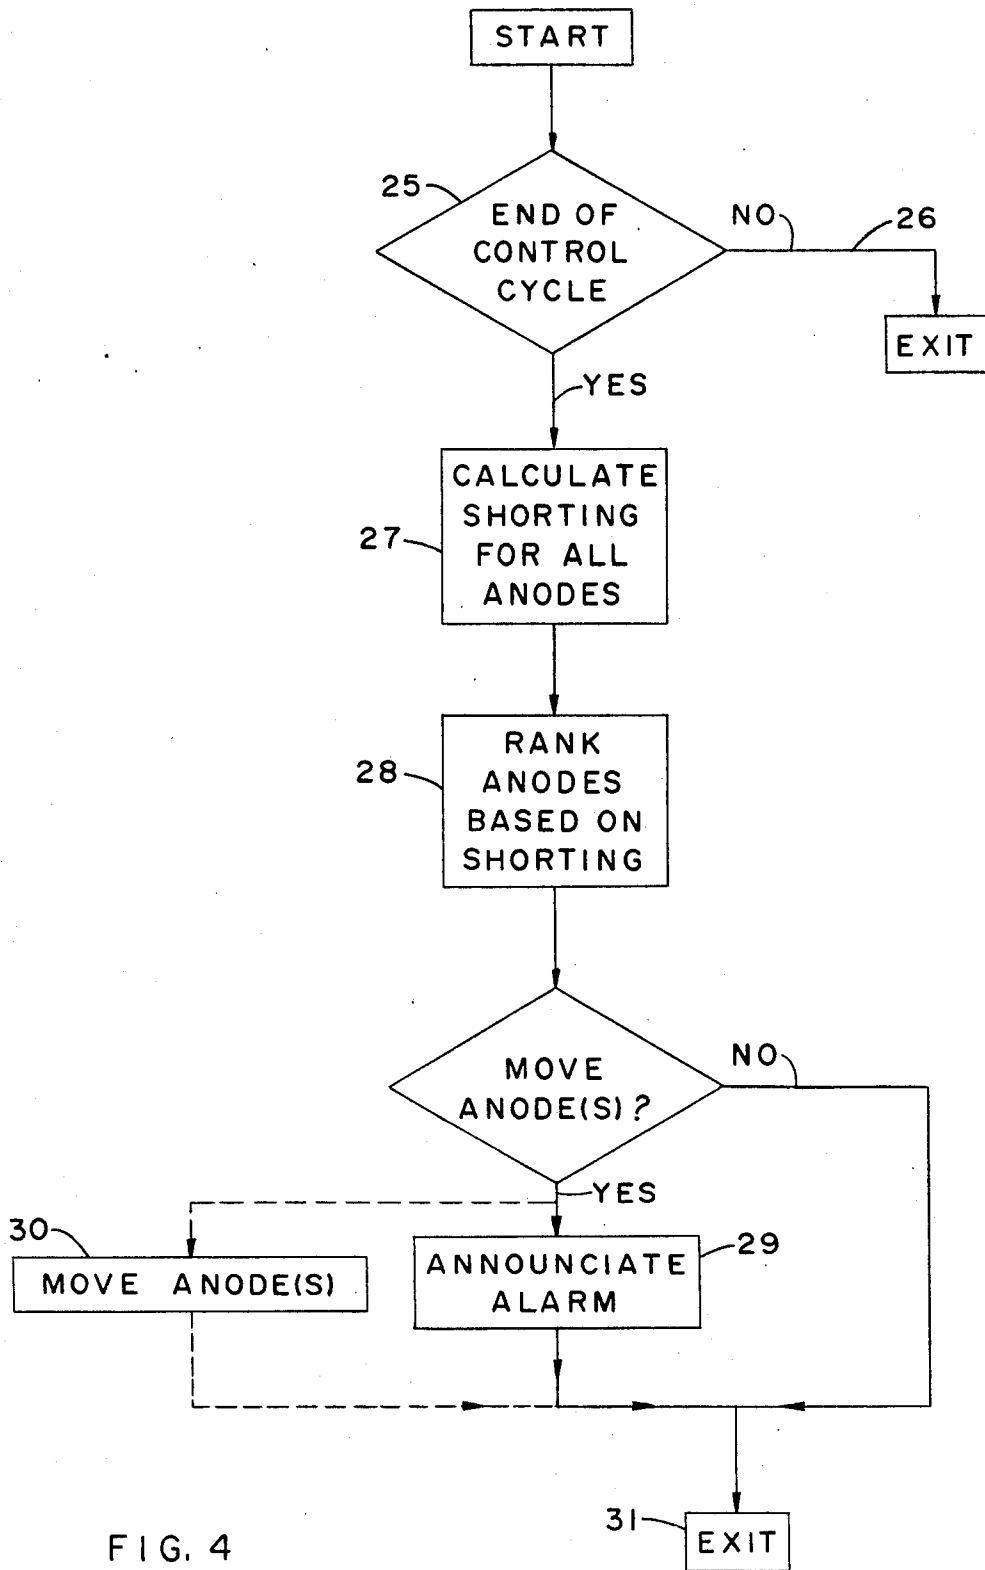 START
25
END OF
CONTROL
CYCLE
NO
26
EXIT
YES
CALCULATE
SHORTING
FOR ALL
ANODES
27
RANK
ANODES
BASED ON
SHORTING
28
MOVE
ANODE(S)?
NO
YES
30
MOVE ANODE(S)
ANNOUNCIATE
ALARM
29
31
EXIT
FIG. 4